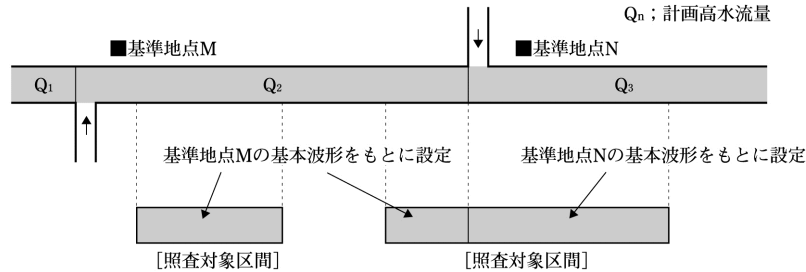 Qn；計画高水流量
■基準地点M
■基準地点N
Q1
Q2
Q3
基準地点Mの基本波形をもとに設定
基準地点Nの基本波形をもとに設定
［照査対象区間］
［照査対象区間］